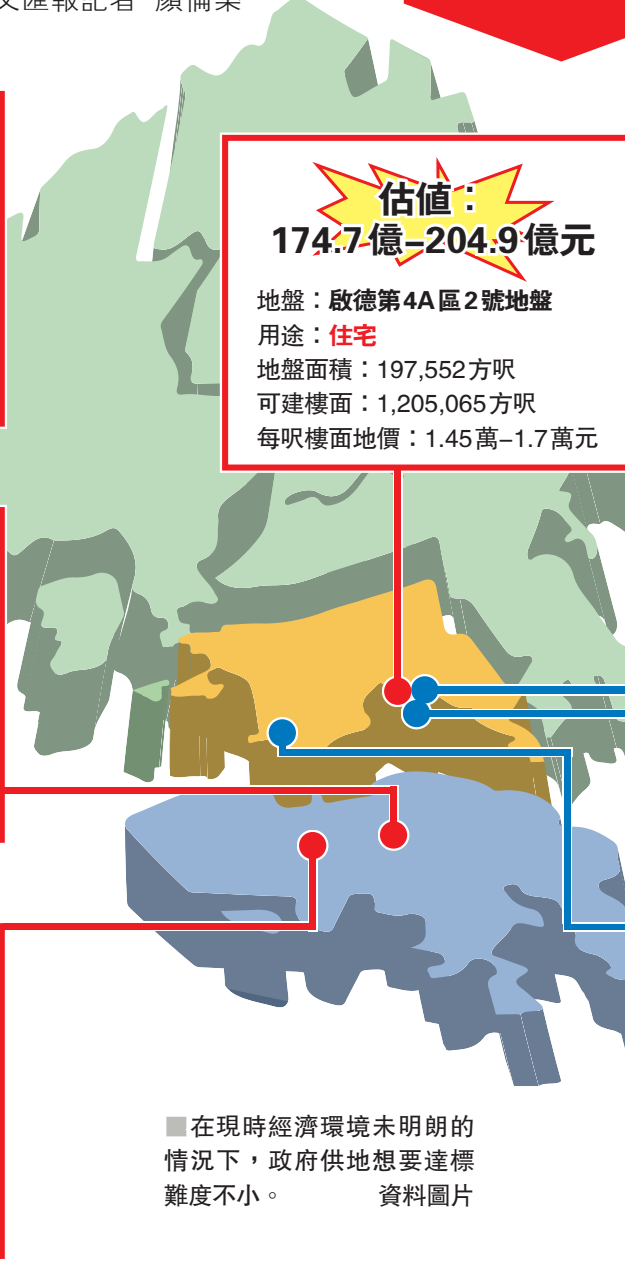 文匯報記者 顏倫樂
估值：
174.7億–204.9億元
地盤：啟德第4A區2號地盤
用途：住宅
地盤面積：197,552方呎
可建樓面：1,205,065方呎
每呎樓面地價：1.45萬–1.7萬元
■在現時經濟環境未明朗的
情況下，政府供地想要達標
難度不小。 資料圖片